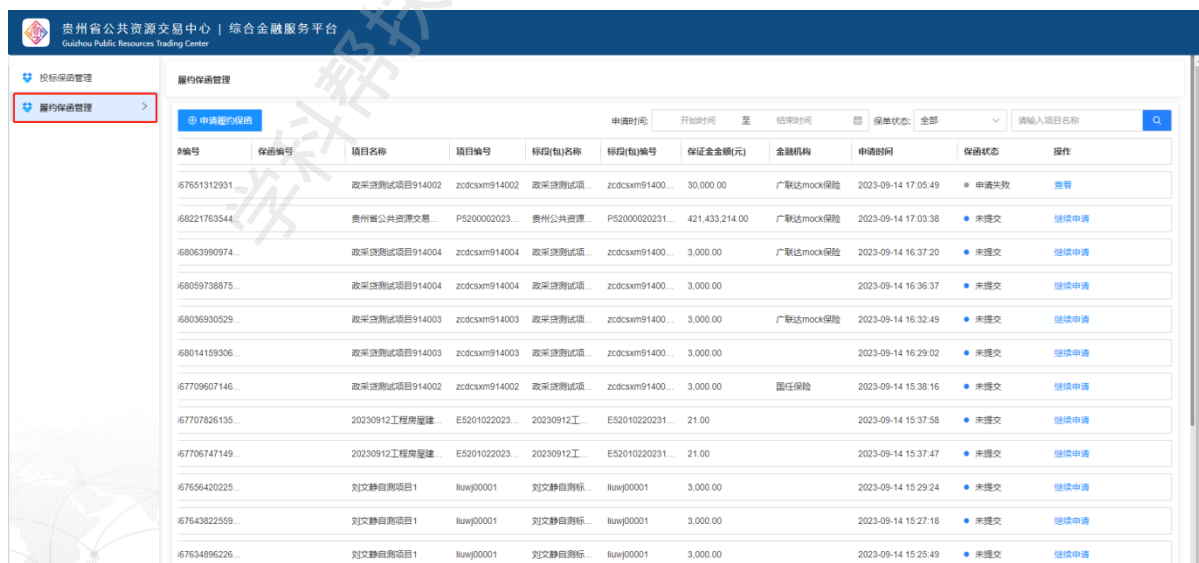 贵州省公共资源交易中心 | 综合金融服务平台
Guizhou Public Resources Trading Center
投标保函管理
履约保函管理
履约保函管理
申请履约保函 申请时间: 开始时间 至 结束时间 保单状态: 全部 请输入项目名称
编号 保函编号 项目名称 项目编号 标段(包)名称 标段(包)编号 保证金金额(元) 金融机构 申请时间 保函状态 操作
67651312931... 政采贷测试项目914002 zcdcsxm914002 政采贷测试项... zcdcsxm91400... 30,000.00 广联达mock保险 2023-09-14 17:05:49 申请失败 查看
68221763544... 贵州省公共资源交易... P5200002023... 贵州公共资源... P52000020231... 421,433,214.00 广联达mock保险 2023-09-14 17:03:38 未提交 继续申请
68063990974... 政采贷测试项目914004 zcdcsxm914004 政采贷测试项... zcdcsxm91400... 3,000.00 广联达mock保险 2023-09-14 16:37:20 未提交 继续申请
68059738875... 政采贷测试项目914004 zcdcsxm914004 政采贷测试项... zcdcsxm91400... 3,000.00 2023-09-14 16:36:37 未提交 继续申请
68036930529... 政采贷测试项目914003 zcdcsxm914003 政采贷测试项... zcdcsxm91400... 3,000.00 广联达mock保险 2023-09-14 16:32:49 未提交 继续申请
68014159306... 政采贷测试项目914003 zcdcsxm914003 政采贷测试项... zcdcsxm91400... 3,000.00 2023-09-14 16:29:02 未提交 继续申请
67709607146... 政采贷测试项目914002 zcdcsxm914002 政采贷测试项... zcdcsxm91400... 3,000.00 国任保险 2023-09-14 15:38:16 未提交 继续申请
67707826135... 20230912工程房屋建... E5201022023... 20230912工... E52010220231... 21.00 2023-09-14 15:37:58 未提交 继续申请
67706747149... 20230912工程房屋建... E5201022023... 20230912工... E52010220231... 21.00 2023-09-14 15:37:47 未提交 继续申请
67656420225... 刘文静自测项目1 liuwj00001 刘文静自测标... liuwj00001 3,000.00 2023-09-14 15:29:24 未提交 继续申请
67643822559... 刘文静自测项目1 liuwj00001 刘文静自测标... liuwj00001 3,000.00 2023-09-14 15:27:18 未提交 继续申请
67634896226... 刘文静自测项目1 liuwj00001 刘文静自测标... liuwj00001 3,000.00 2023-09-14 15:25:49 未提交 继续申请